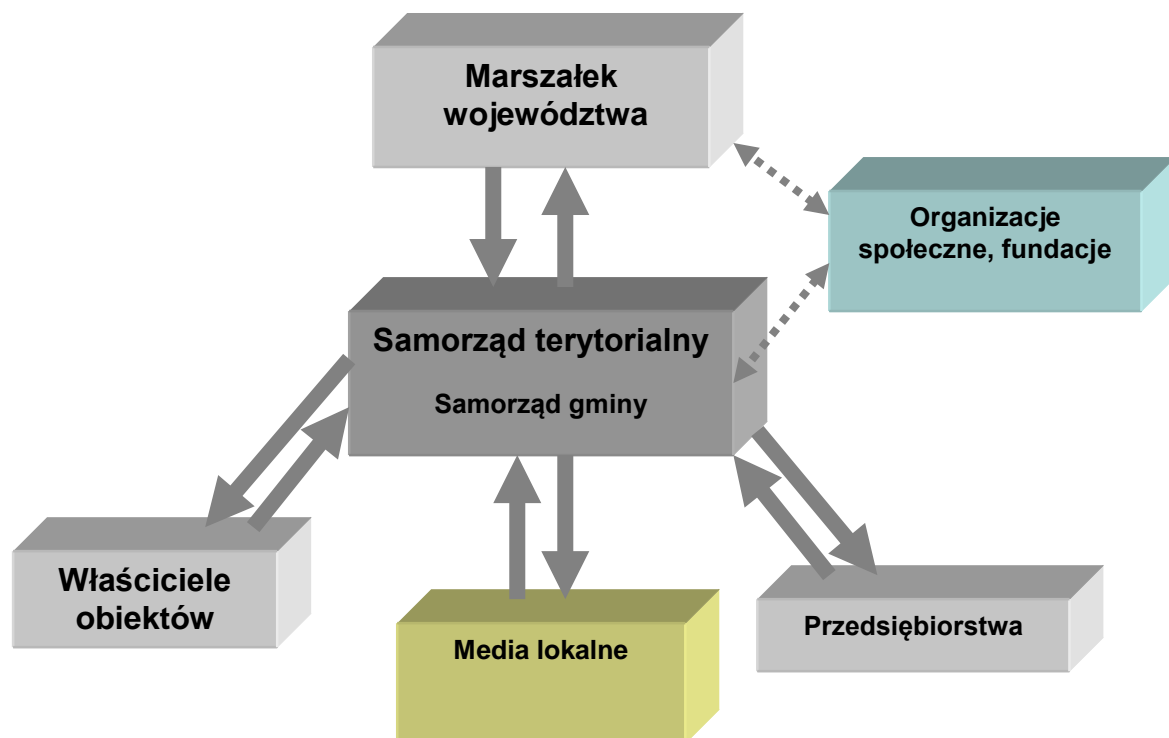 Marszałek
województwa
Organizacje
społeczne, fundacje
Samorząd terytorialny
Samorząd gminy
Właściciele
obiektów
Media lokalne
Przedsiębiorstwa